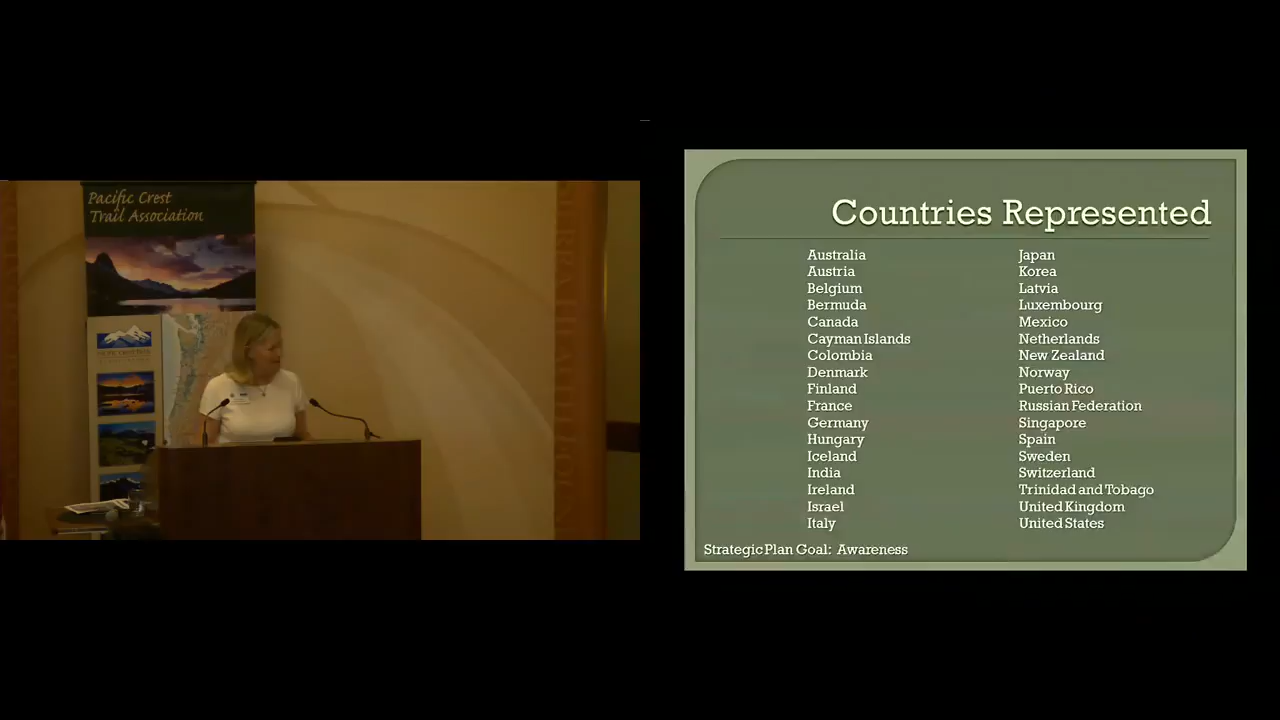 Pacific Crest
Trail Association
Countries Represented
Australia
Austria
Belgium
Bermuda
Canada
Cayman Islands
Colombia
Denmark
Finland
France
Germany
Hungary
Iceland
India
Ireland
Israel
Italy
Japan
Korea
Latvia
Luxembourg
Mexico
Netherlands
New Zealand
Norway
Puerto Rico
Russian Federation
Singapore
Spain
Sweden
Switzerland
Trinidad and Tobago
United Kingdom
United States
Strategic Plan Goal: Awareness